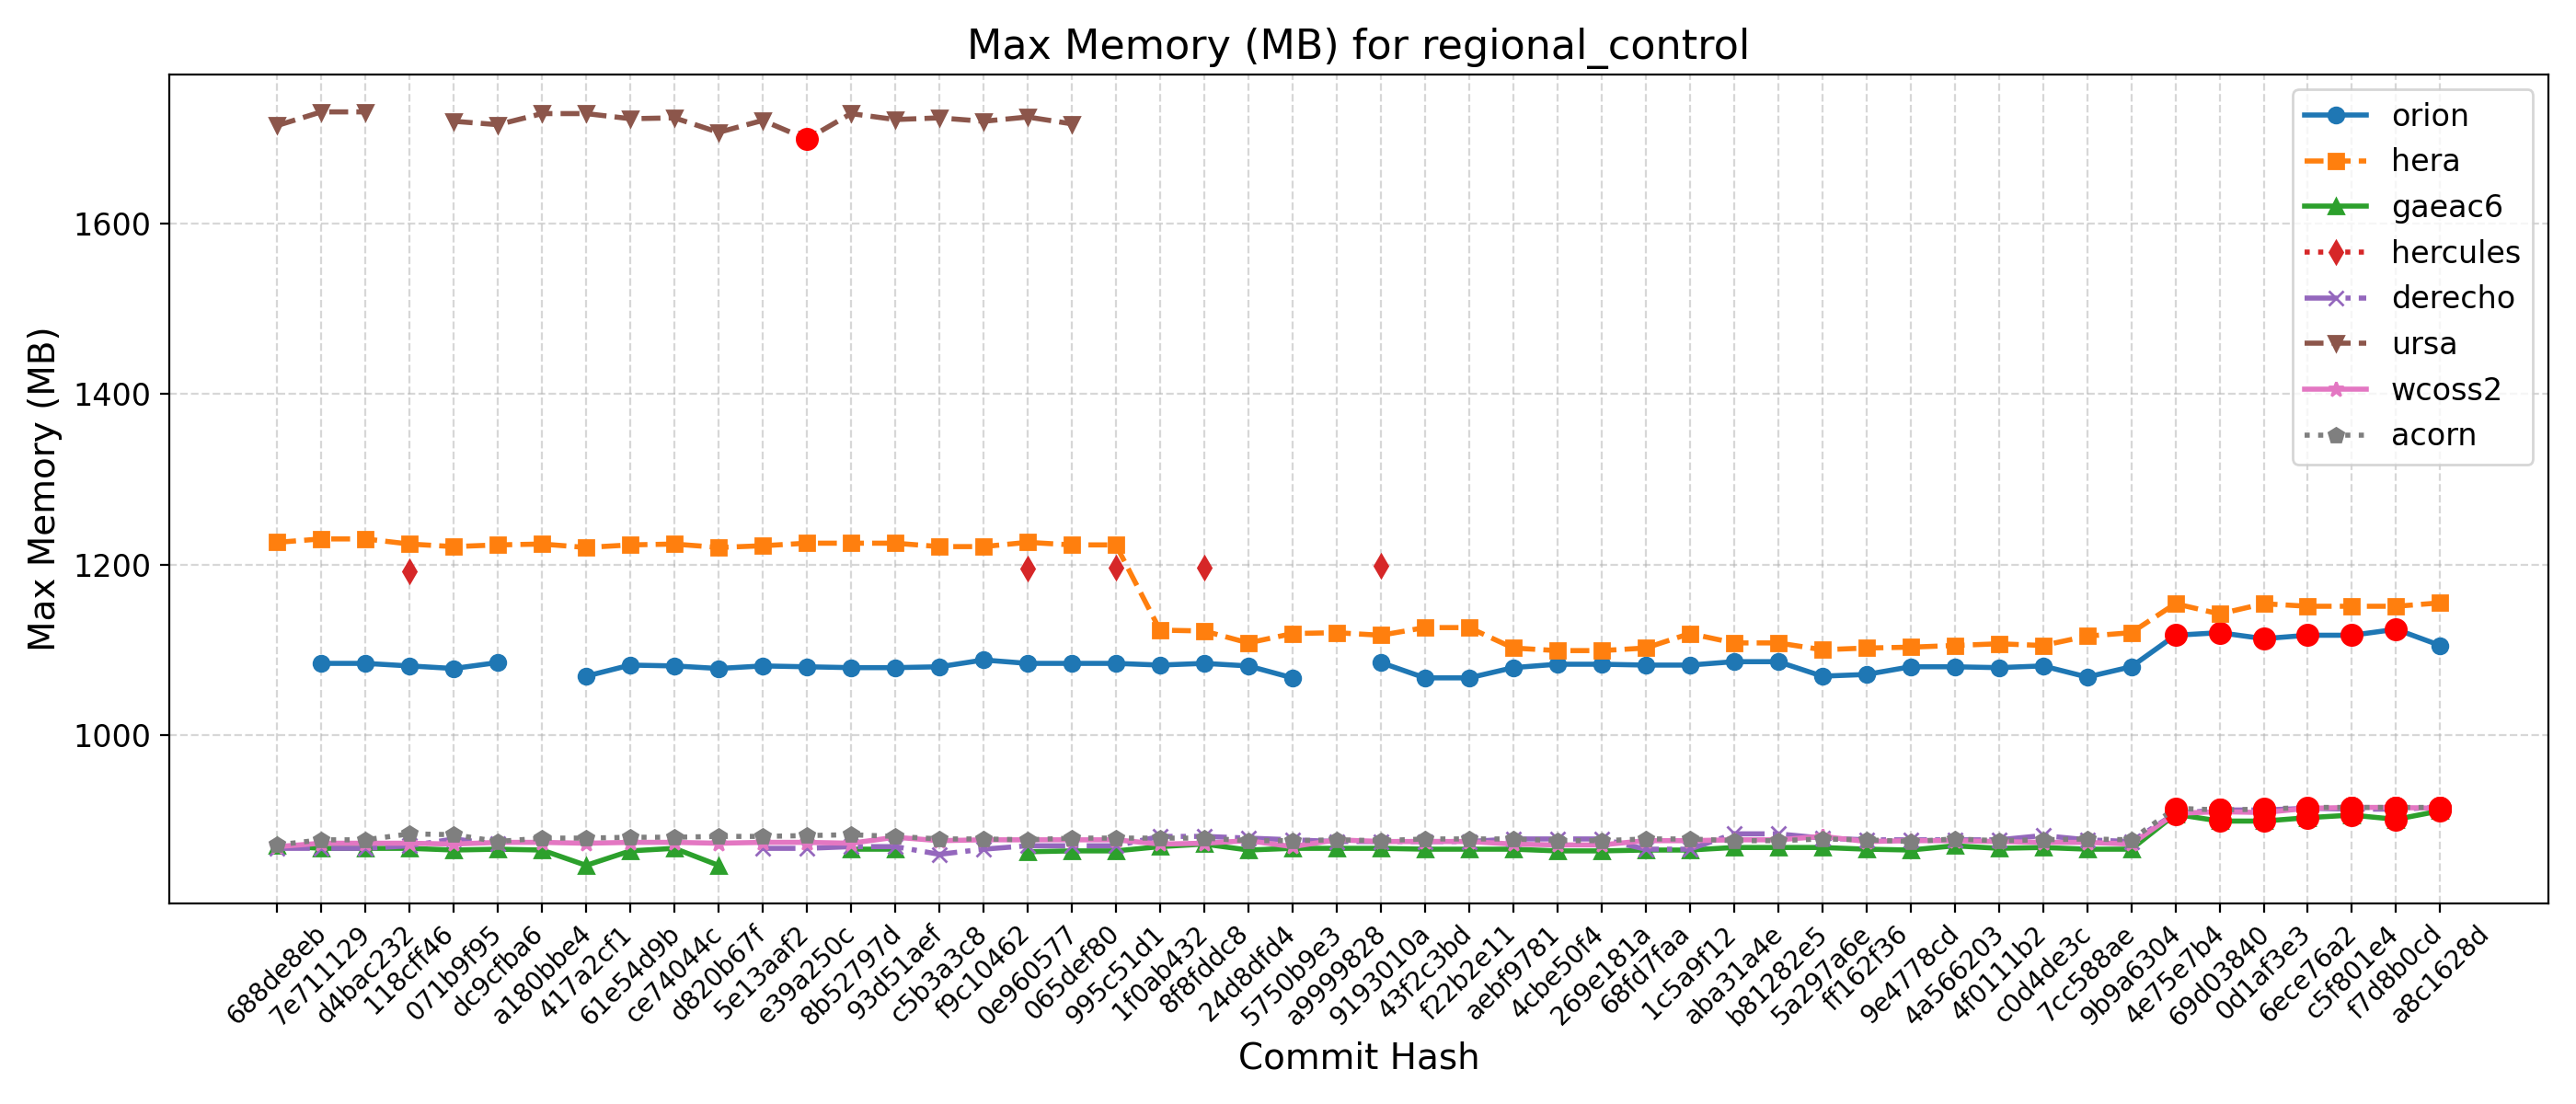 Max Memory (MB) for regional_control
Max Memory (MB)
1600
1400
1200
1000
orion
hera
gaeac6
hercules
derecho
ursa
wcoss2
acorn
688de8eb
7e711129
d4bac232
118cff46
071b9f95
dc9cfba6
a180bbe4
417a2cf1
61e54d9b
ce74044c
d820b67f
5e13aaf2
e39a250c
8b52797d
93d51aef
c5b3a3c8
f9c10462
0e960577
065def80
995c51d1
1f0ab432
8f8fddc8
24d8dfd4
5750b9e3
a9999828
9193010a
43f2c3bd
f22b2e11
aebf9781
4cbe50f4
269e181a
68fd7faa
1c5a9f12
aba31a4e
b81282e5
5a297a6e
ff162f36
9e4778cd
4a566203
4f0111b2
c0d4de3c
7cc588ae
9b9a6304
4e75e7b4
69d03840
0d1af3e3
6ece76a2
c5f801e4
f7d8b0cd
a8c1628d
Commit Hash